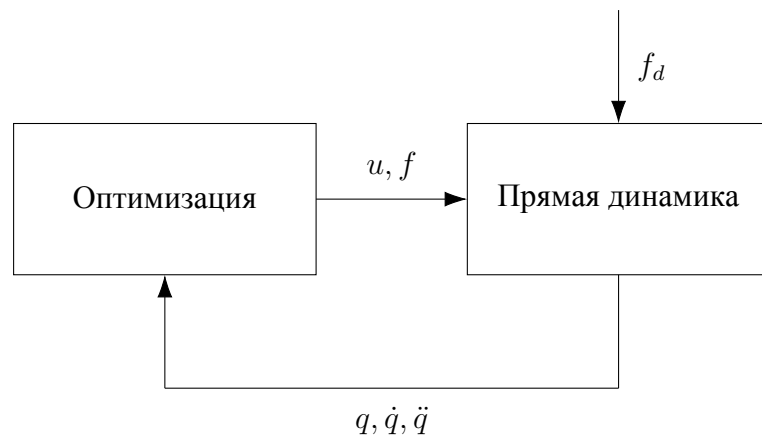 f_d
u, f
Оптимизация
Прямая динамика
q, q̇, q̈